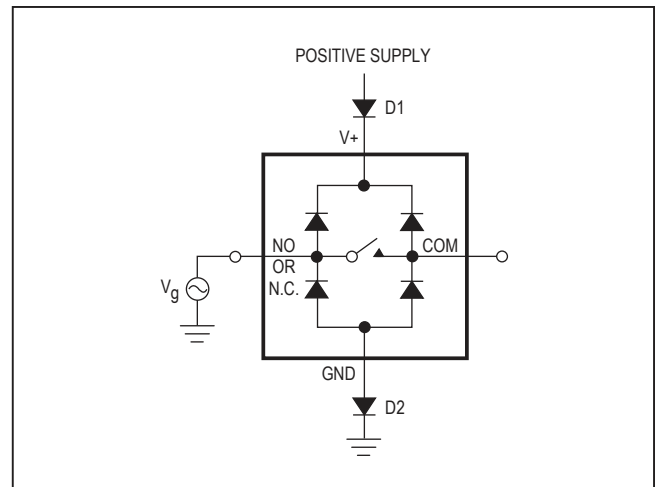 POSITIVE SUPPLY
D1
V+
NO
COM
OR
Vg
N.C.
GND
D2